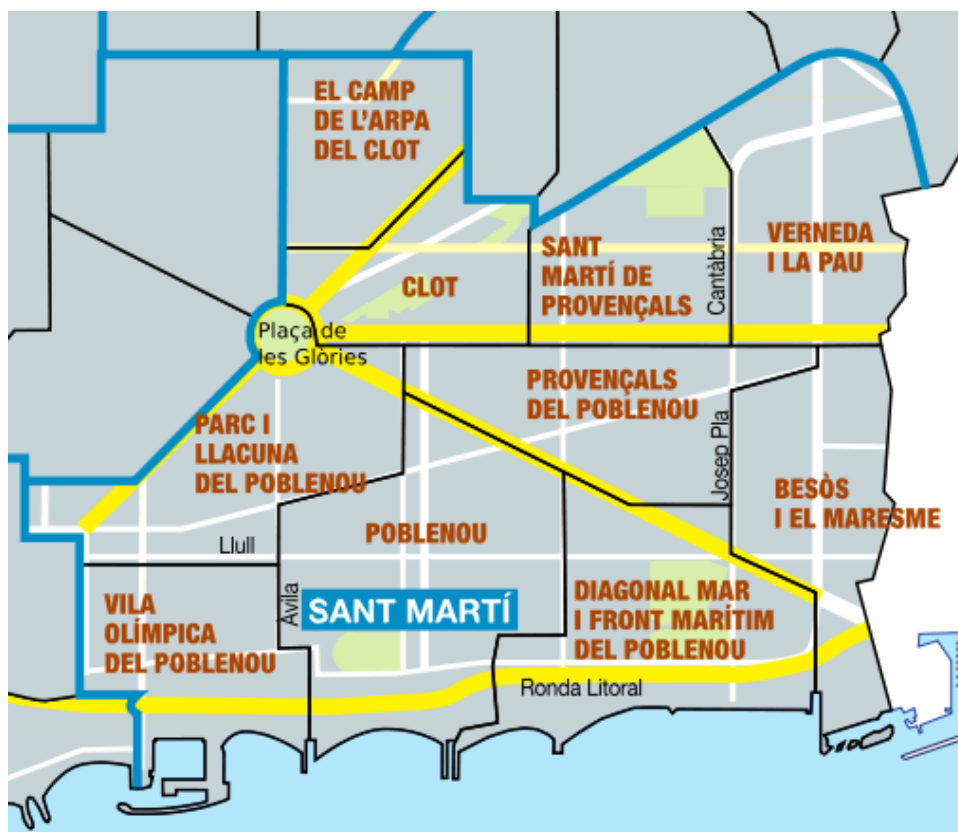 EL CAMP
DE L'ARPA
DEL CLOT
VERNEDA
I LA PAU
SANT
MARTÍ DE
PROVENÇALS
Cantàbria
CLOT
Plaça de
les Glòries
PROVENÇALS
DEL POBLENOU
PARC I
LLACUNA
DEL POBLENOU
Josep Pla
BESÒS
I EL MARESME
POBLENOU
Llull
Àvila
SANT MARTÍ
DIAGONAL MAR
I FRONT MARÍTIM
DEL POBLENOU
VILA
OLÍMPICA
DEL POBLENOU
Ronda Litoral